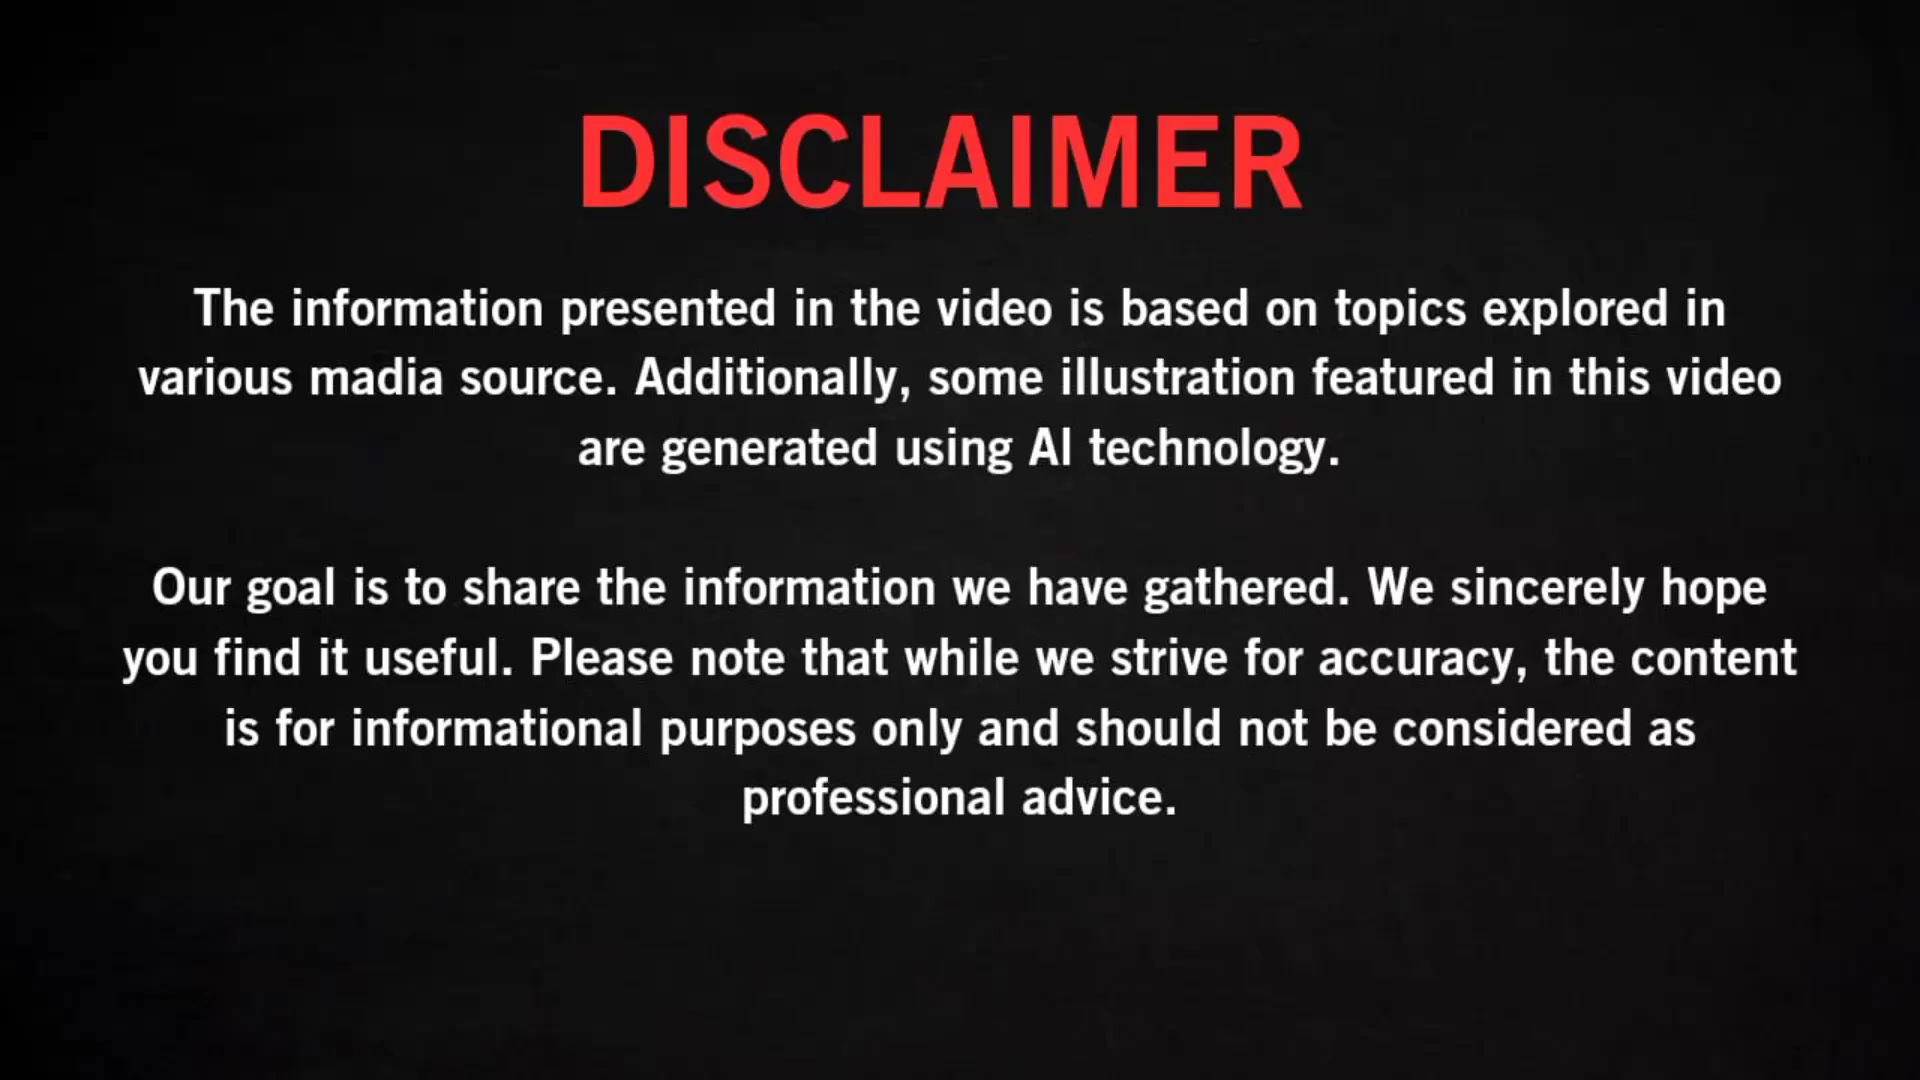 DISCLAIMER
The information presented in the video is based on topics explored in
various madia source. Additionally, some illustration featured in this video
are generated using AI technology.
Our goal is to share the information we have gathered. We sincerely hope
you find it useful. Please note that while we strive for accuracy, the content
is for informational purposes only and should not be considered as
professional advice.